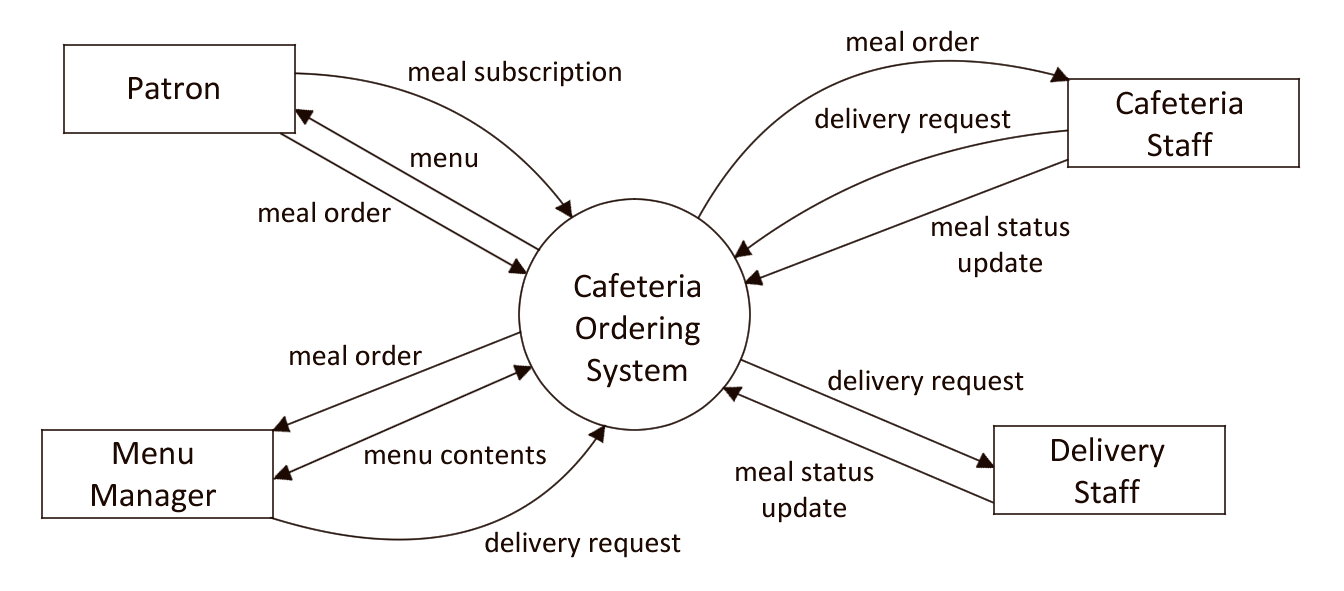 meal order
Patron
meal subscription
Cafeteria
Staff
delivery request
menu
meal order
meal status
update
Cafeteria
Ordering
System
meal order
delivery request
Menu
Manager
menu contents
Delivery
Staff
meal status
update
delivery request